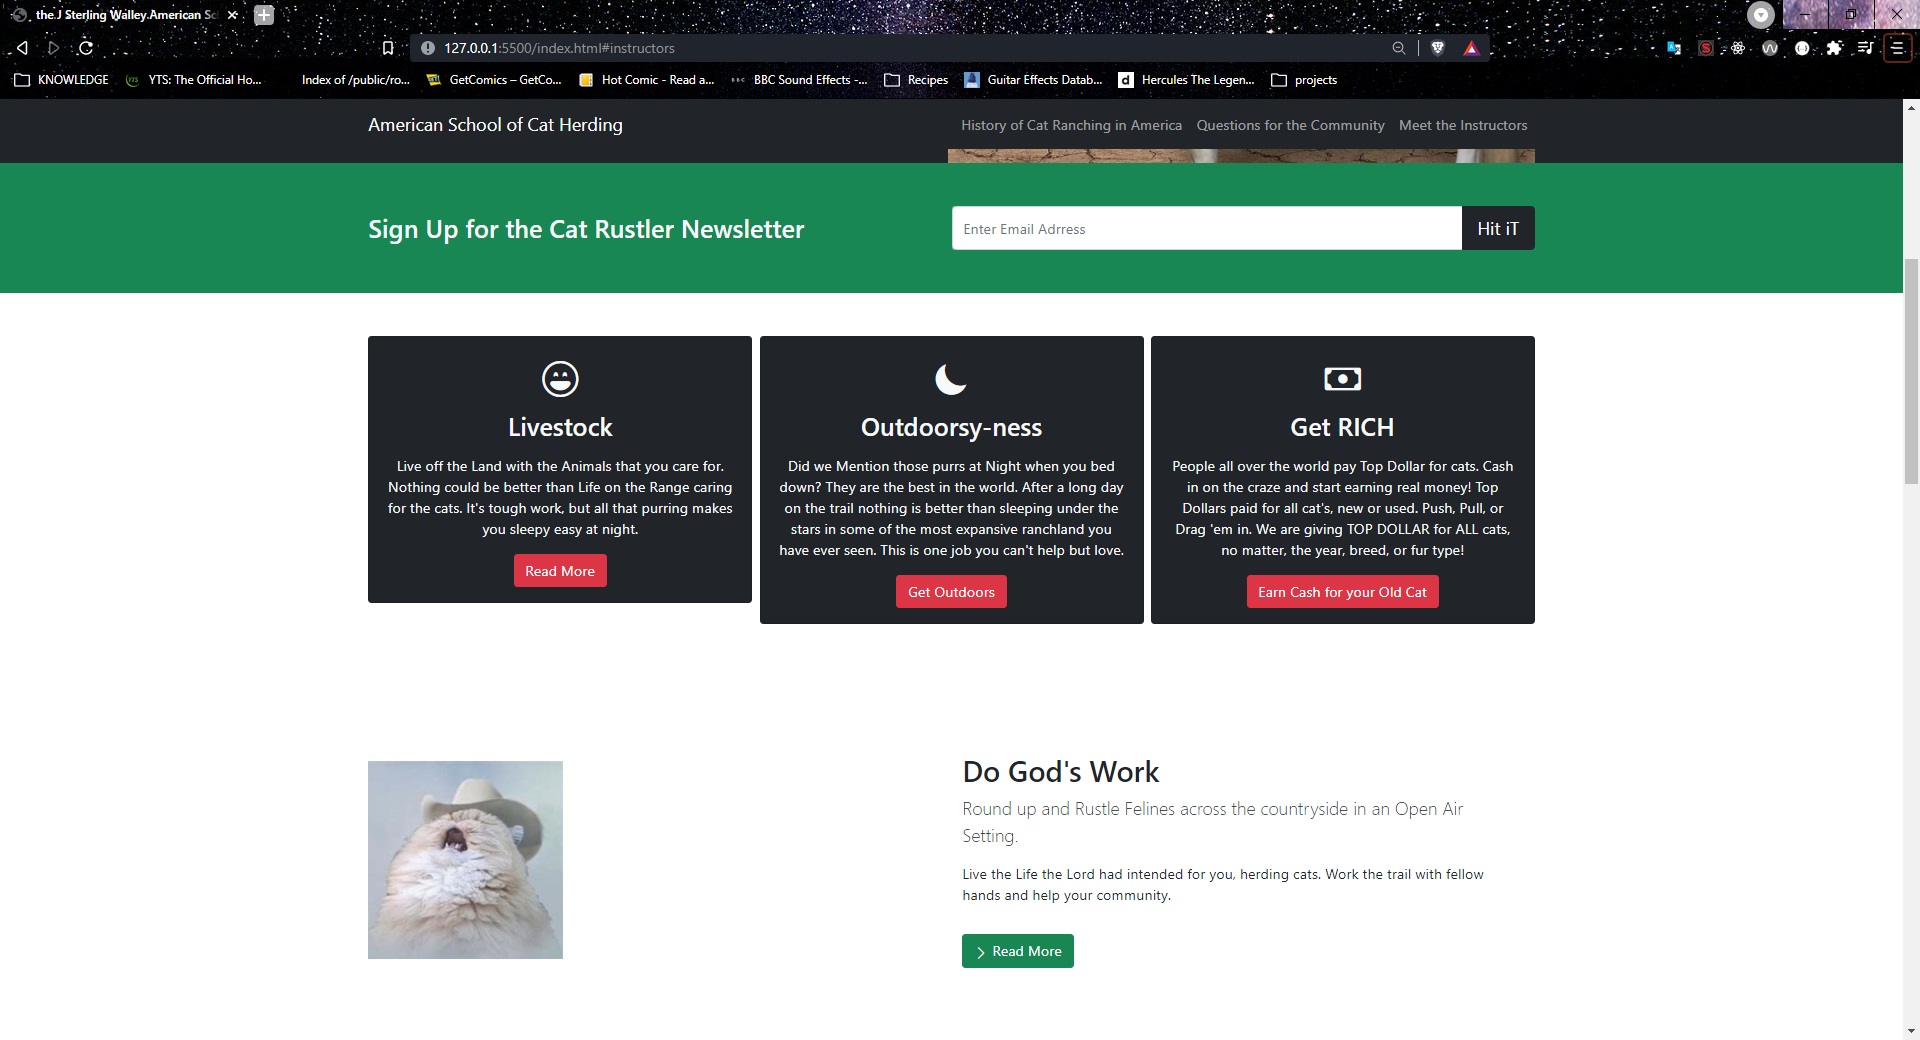 the.J Sterling Walley.American Sc
127.0.0.1:5500/index.html#instructors
KNOWLEDGE
YTS: The Official Ho...
Index of /public/ro...
GetComics – GetCo...
Hot Comic - Read a...
BBC Sound Effects -...
Recipes
Guitar Effects Datab...
Hercules The Legen...
projects
American School of Cat Herding
History of Cat Ranching in America
Questions for the Community
Meet the Instructors
Sign Up for the Cat Rustler Newsletter
Enter Email Adrress
Hit iT
Livestock
Live off the Land with the Animals that you care for.
Nothing could be better than Life on the Range caring
for the cats. It's tough work, but all that purring makes
you sleepy easy at night.
Read More
Outdoorsy-ness
Did we Mention those purrs at Night when you bed
down? They are the best in the world. After a long day
on the trail nothing is better than sleeping under the
stars in some of the most expansive ranchland you
have ever seen. This is one job you can't help but love.
Get Outdoors
Get RICH
People all over the world pay Top Dollar for cats. Cash
in on the craze and start earning real money! Top
Dollars paid for all cat's, new or used. Push, Pull, or
Drag 'em in. We are giving TOP DOLLAR for ALL cats,
no matter, the year, breed, or fur type!
Earn Cash for your Old Cat
Do God's Work
Round up and Rustle Felines across the countryside in an Open Air
Setting.
Live the Life the Lord had intended for you, herding cats. Work the trail with fellow
hands and help your community.
Read More